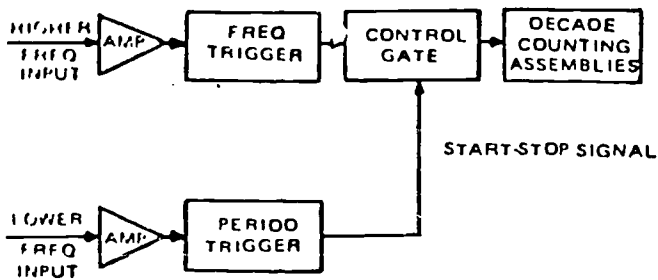 HIGHER
FREQ
INPUT
AMP
FREQ
TRIGGER
CONTROL
GATE
DECADE
COUNTING
ASSEMBLIES
START-STOP SIGNAL
LOWER
FREQ
INPUT
AMP
PERIOD
TRIGGER